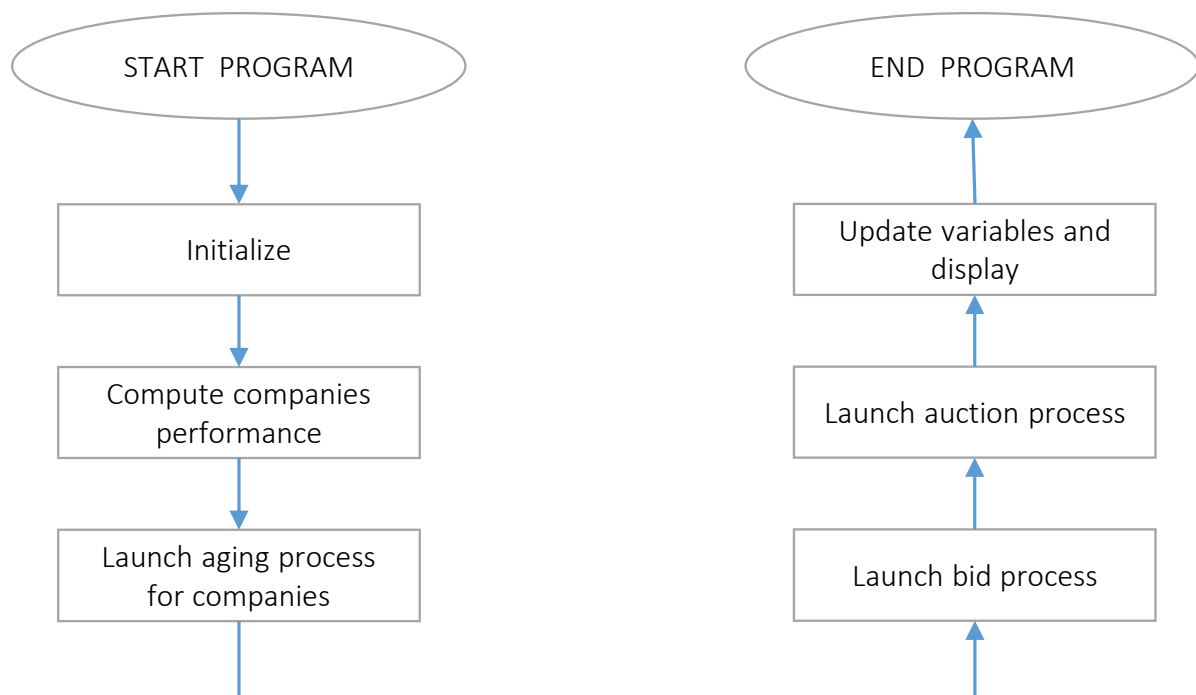 START PROGRAM
Initialize
Compute companies
performance
Launch aging process
for companies
END PROGRAM
Update variables and
display
Launch auction process
Launch bid process